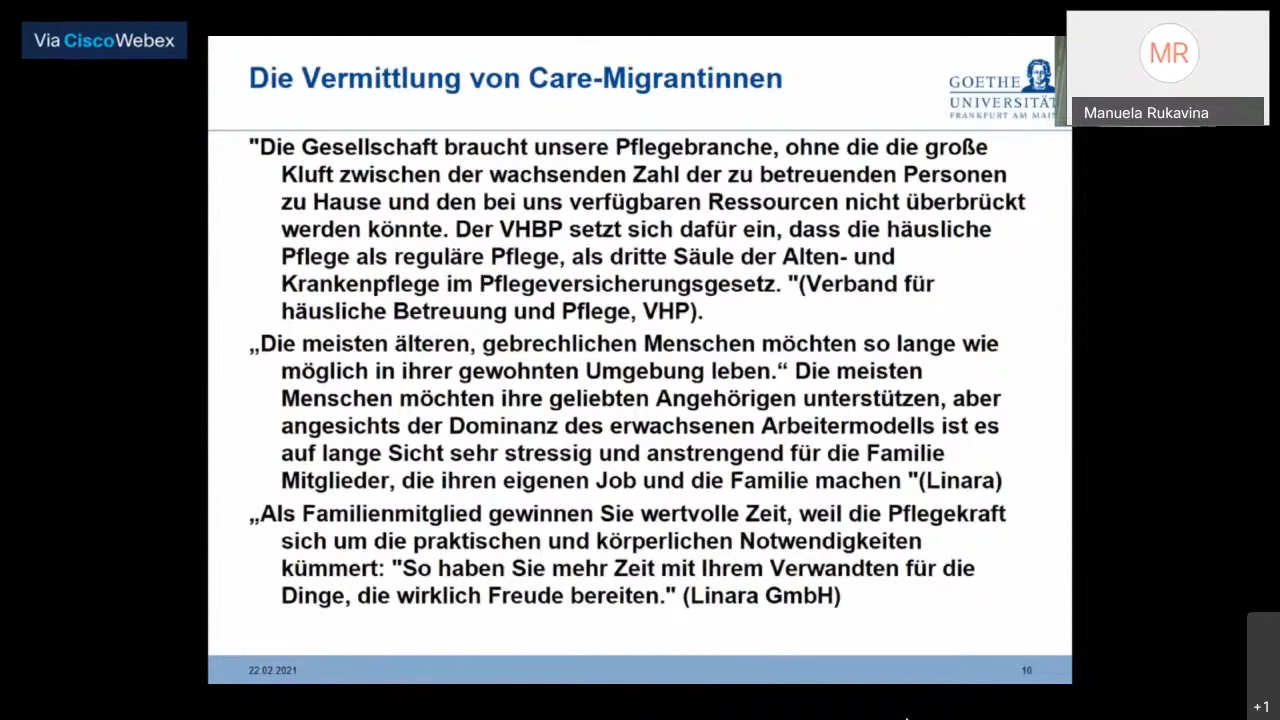 Via Cisco Webex
Die Vermittlung von Care-Migrantinnen
GOETHE
UNIVERSITÄT
FRANKFURT AM MAIN
MR
Manuela Rukavina
"Die Gesellschaft braucht unsere Pflegebranche, ohne die die große
Kluft zwischen der wachsenden Zahl der zu betreuenden Personen
zu Hause und den bei uns verfügbaren Ressourcen nicht überbrückt
werden könnte. Der VHBP setzt sich dafür ein, dass die häusliche
Pflege als reguläre Pflege, als dritte Säule der Alten- und
Krankenpflege im Pflegeversicherungsgesetz. "(Verband für
häusliche Betreuung und Pflege, VHP).
„Die meisten älteren, gebrechlichen Menschen möchten so lange wie
möglich in ihrer gewohnten Umgebung leben.“ Die meisten
Menschen möchten ihre geliebten Angehörigen unterstützen, aber
angesichts der Dominanz des erwachsenen Arbeitermodells ist es
auf lange Sicht sehr stressig und anstrengend für die Familie
Mitglieder, die ihren eigenen Job und die Familie machen "(Linara)
„Als Familienmitglied gewinnen Sie wertvolle Zeit, weil die Pflegekraft
sich um die praktischen und körperlichen Notwendigkeiten
kümmert: "So haben Sie mehr Zeit mit Ihrem Verwandten für die
Dinge, die wirklich Freude bereiten." (Linara GmbH)
22.02.2021
10
+1